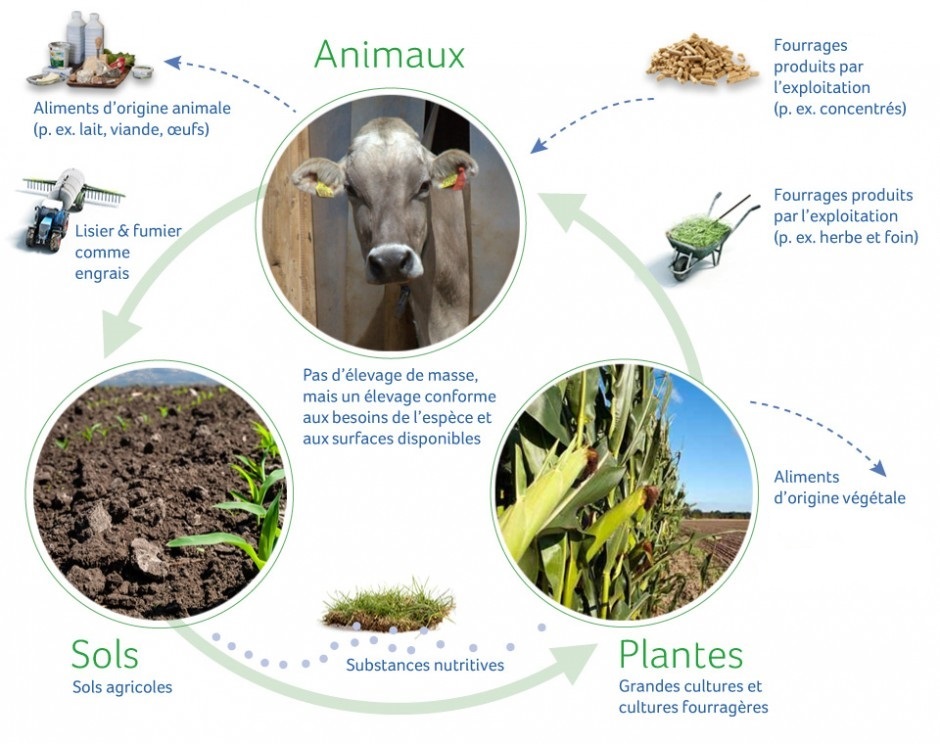 Animaux
Aliments d’origine animale
(p. ex. lait, viande, œufs)
Fourrages
produits par
l’exploitation
(p. ex. concentrés)
Lisier & fumier
comme
engrais
Fourrages produits
par l’exploitation
(p. ex. herbe et foin)
Pas d’élevage de masse,
mais un élevage conforme
aux besoins de l’espèce et
aux surfaces disponibles
Aliments
d’origine végétale
Substances nutritives
Sols
Sols agricoles
Plantes
Grandes cultures et
cultures fourragères